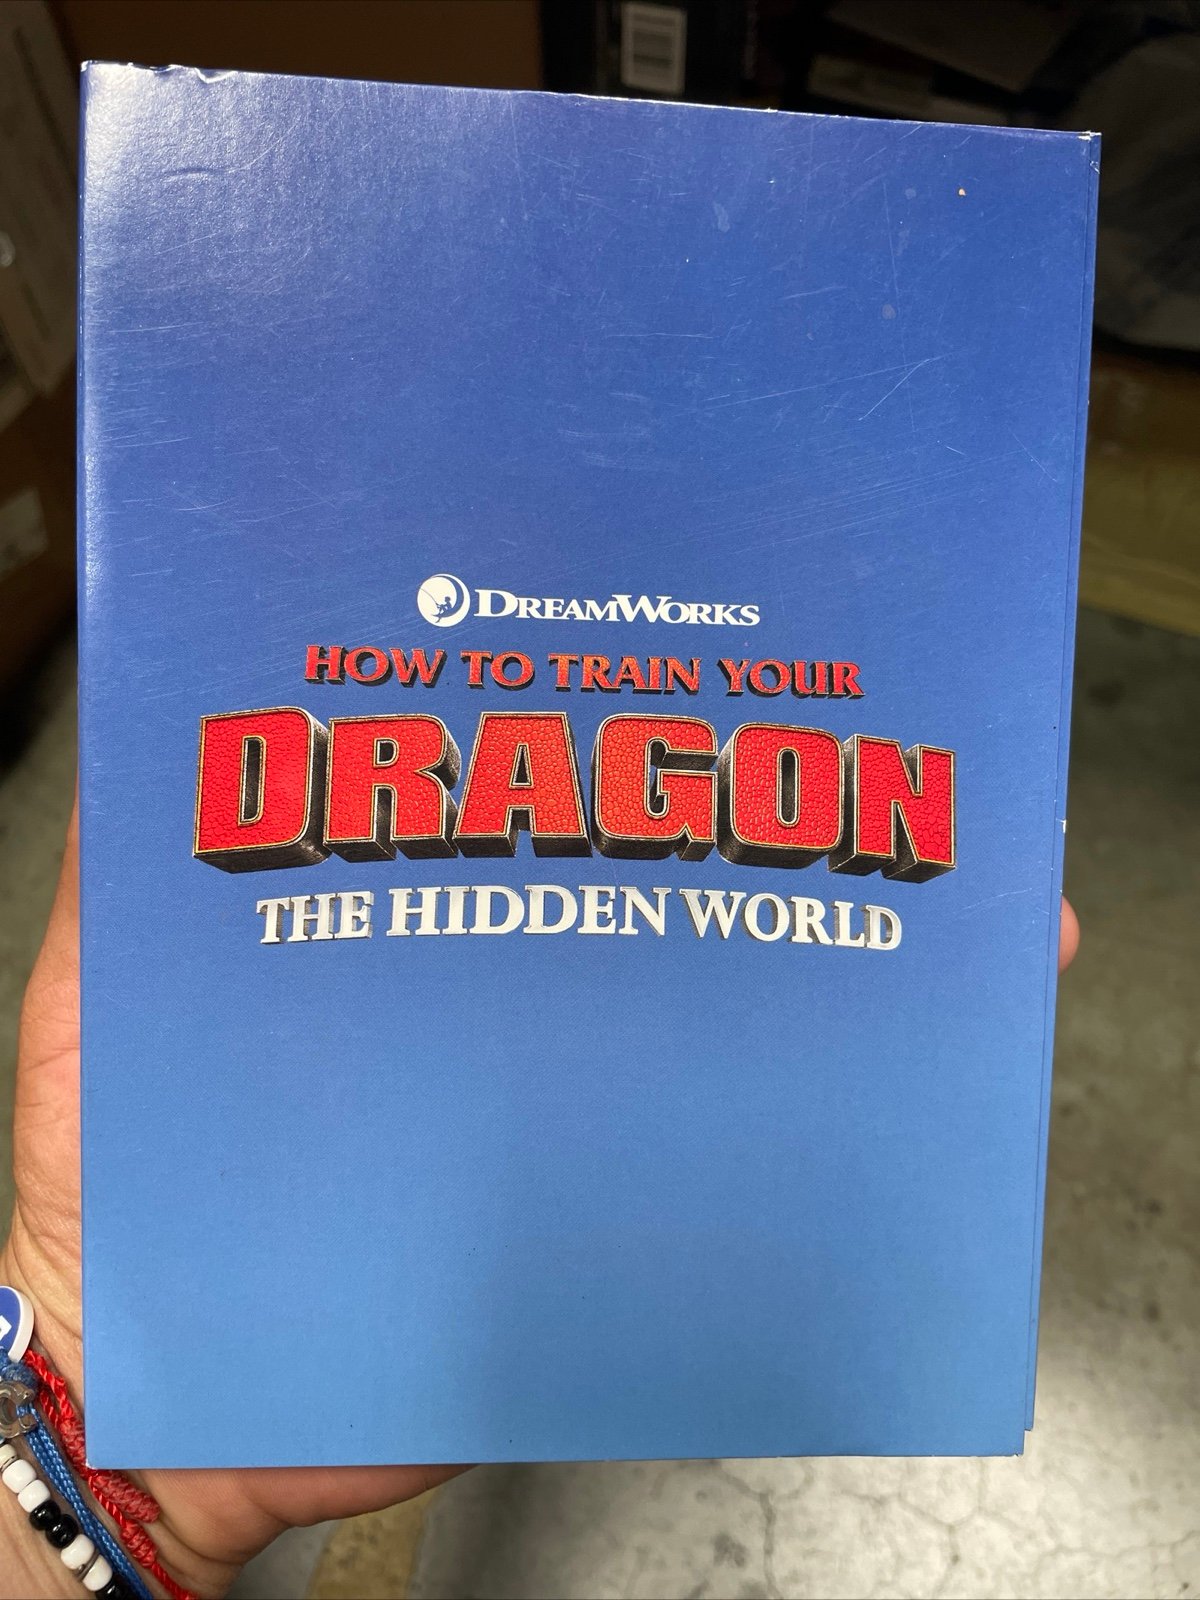 DREAMWORKS
HOW TO TRAIN YOUR
DRAGON
THE HIDDEN WORLD